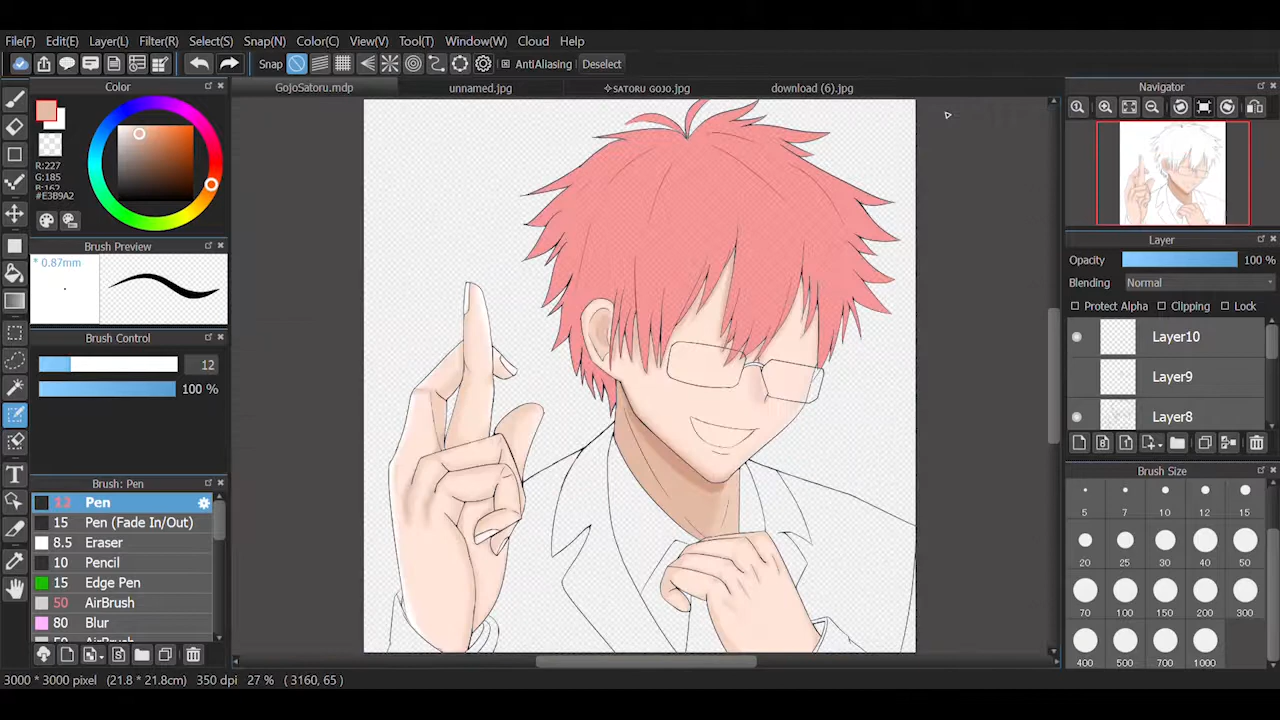 File(F) Edit(E) Layer(L) Filter(R) Select(S) Snap(N) Color(C) View(V) Tool(T) Window(W) Cloud Help
Snap AntiAliasing Deselect
Color
GojoSatoru.mdp unnamed.jpg ✧SATORU GOJO.jpg download (6).jpg
Navigator
R:227
G:185
B:162
#E3B9A2
Brush Preview
* 0.87mm
Brush Control
12
100 %
Brush: Pen
12 Pen
15 Pen (Fade In/Out)
8.5 Eraser
10 Pencil
15 Edge Pen
50 AirBrush
80 Blur
50 AirBrush
Layer
Opacity 100 %
Blending Normal
Protect Alpha Clipping Lock
Layer10
Layer9
Layer8
Brush Size
5 7 10 12 15
20 25 30 40 50
70 100 150 200 300
400 500 700 1000
3000 * 3000 pixel (21.8 * 21.8cm) 350 dpi 27 % ( 3160, 65 )